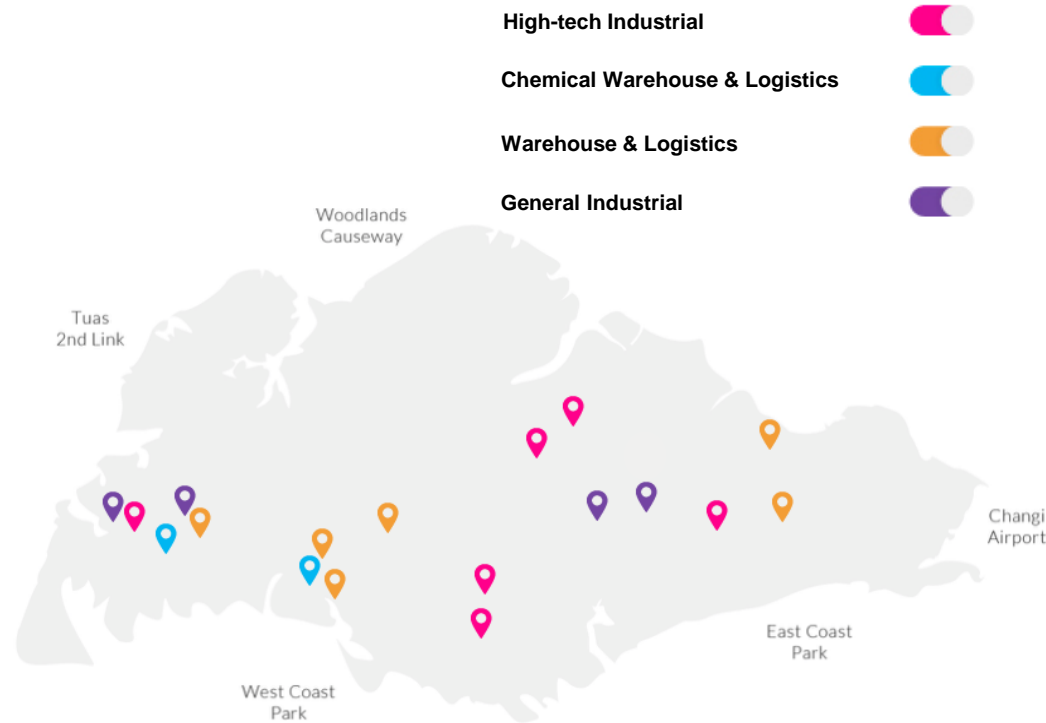 High-tech Industrial
Chemical Warehouse & Logistics
Warehouse & Logistics
General Industrial
Woodlands
Causeway
Tuas
2nd Link
Changi
Airport
East Coast
Park
West Coast
Park